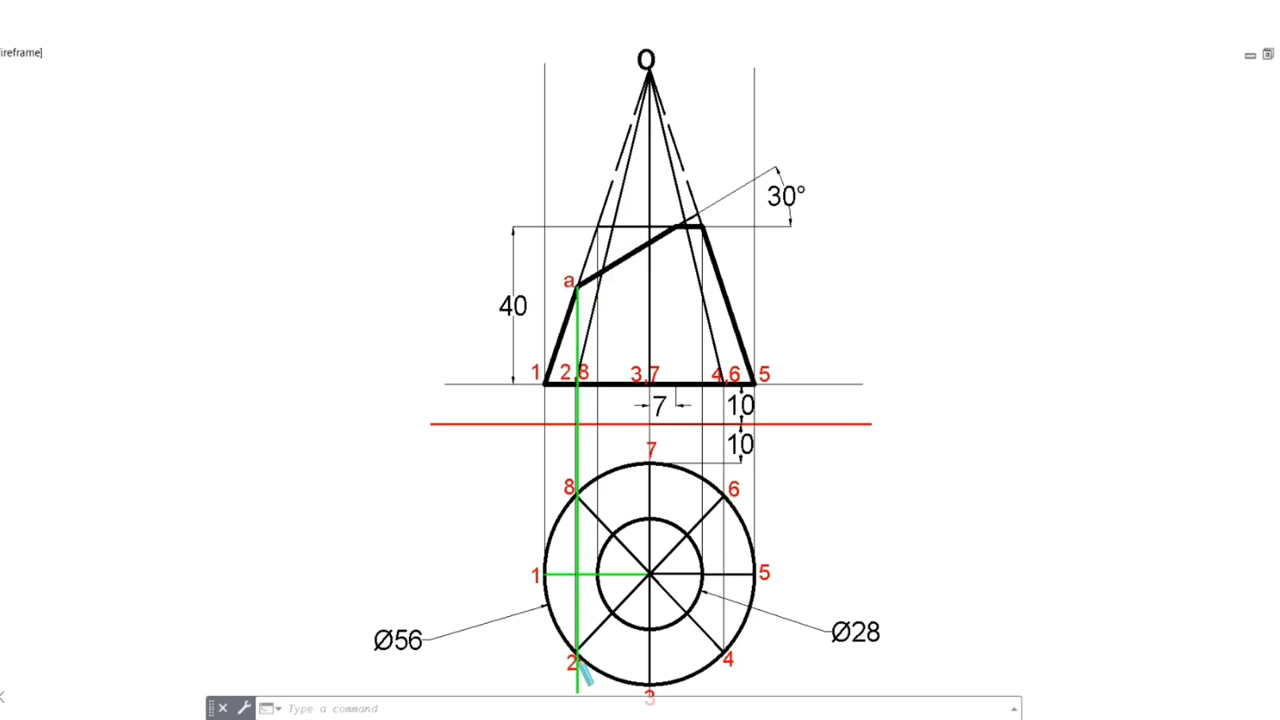 ireframe]
O
30°
a
40
1 2,8 3,7 4,6 5
7 10
10
7
8 6
1 5
Ø56 Ø28
2 4
3
Type a command